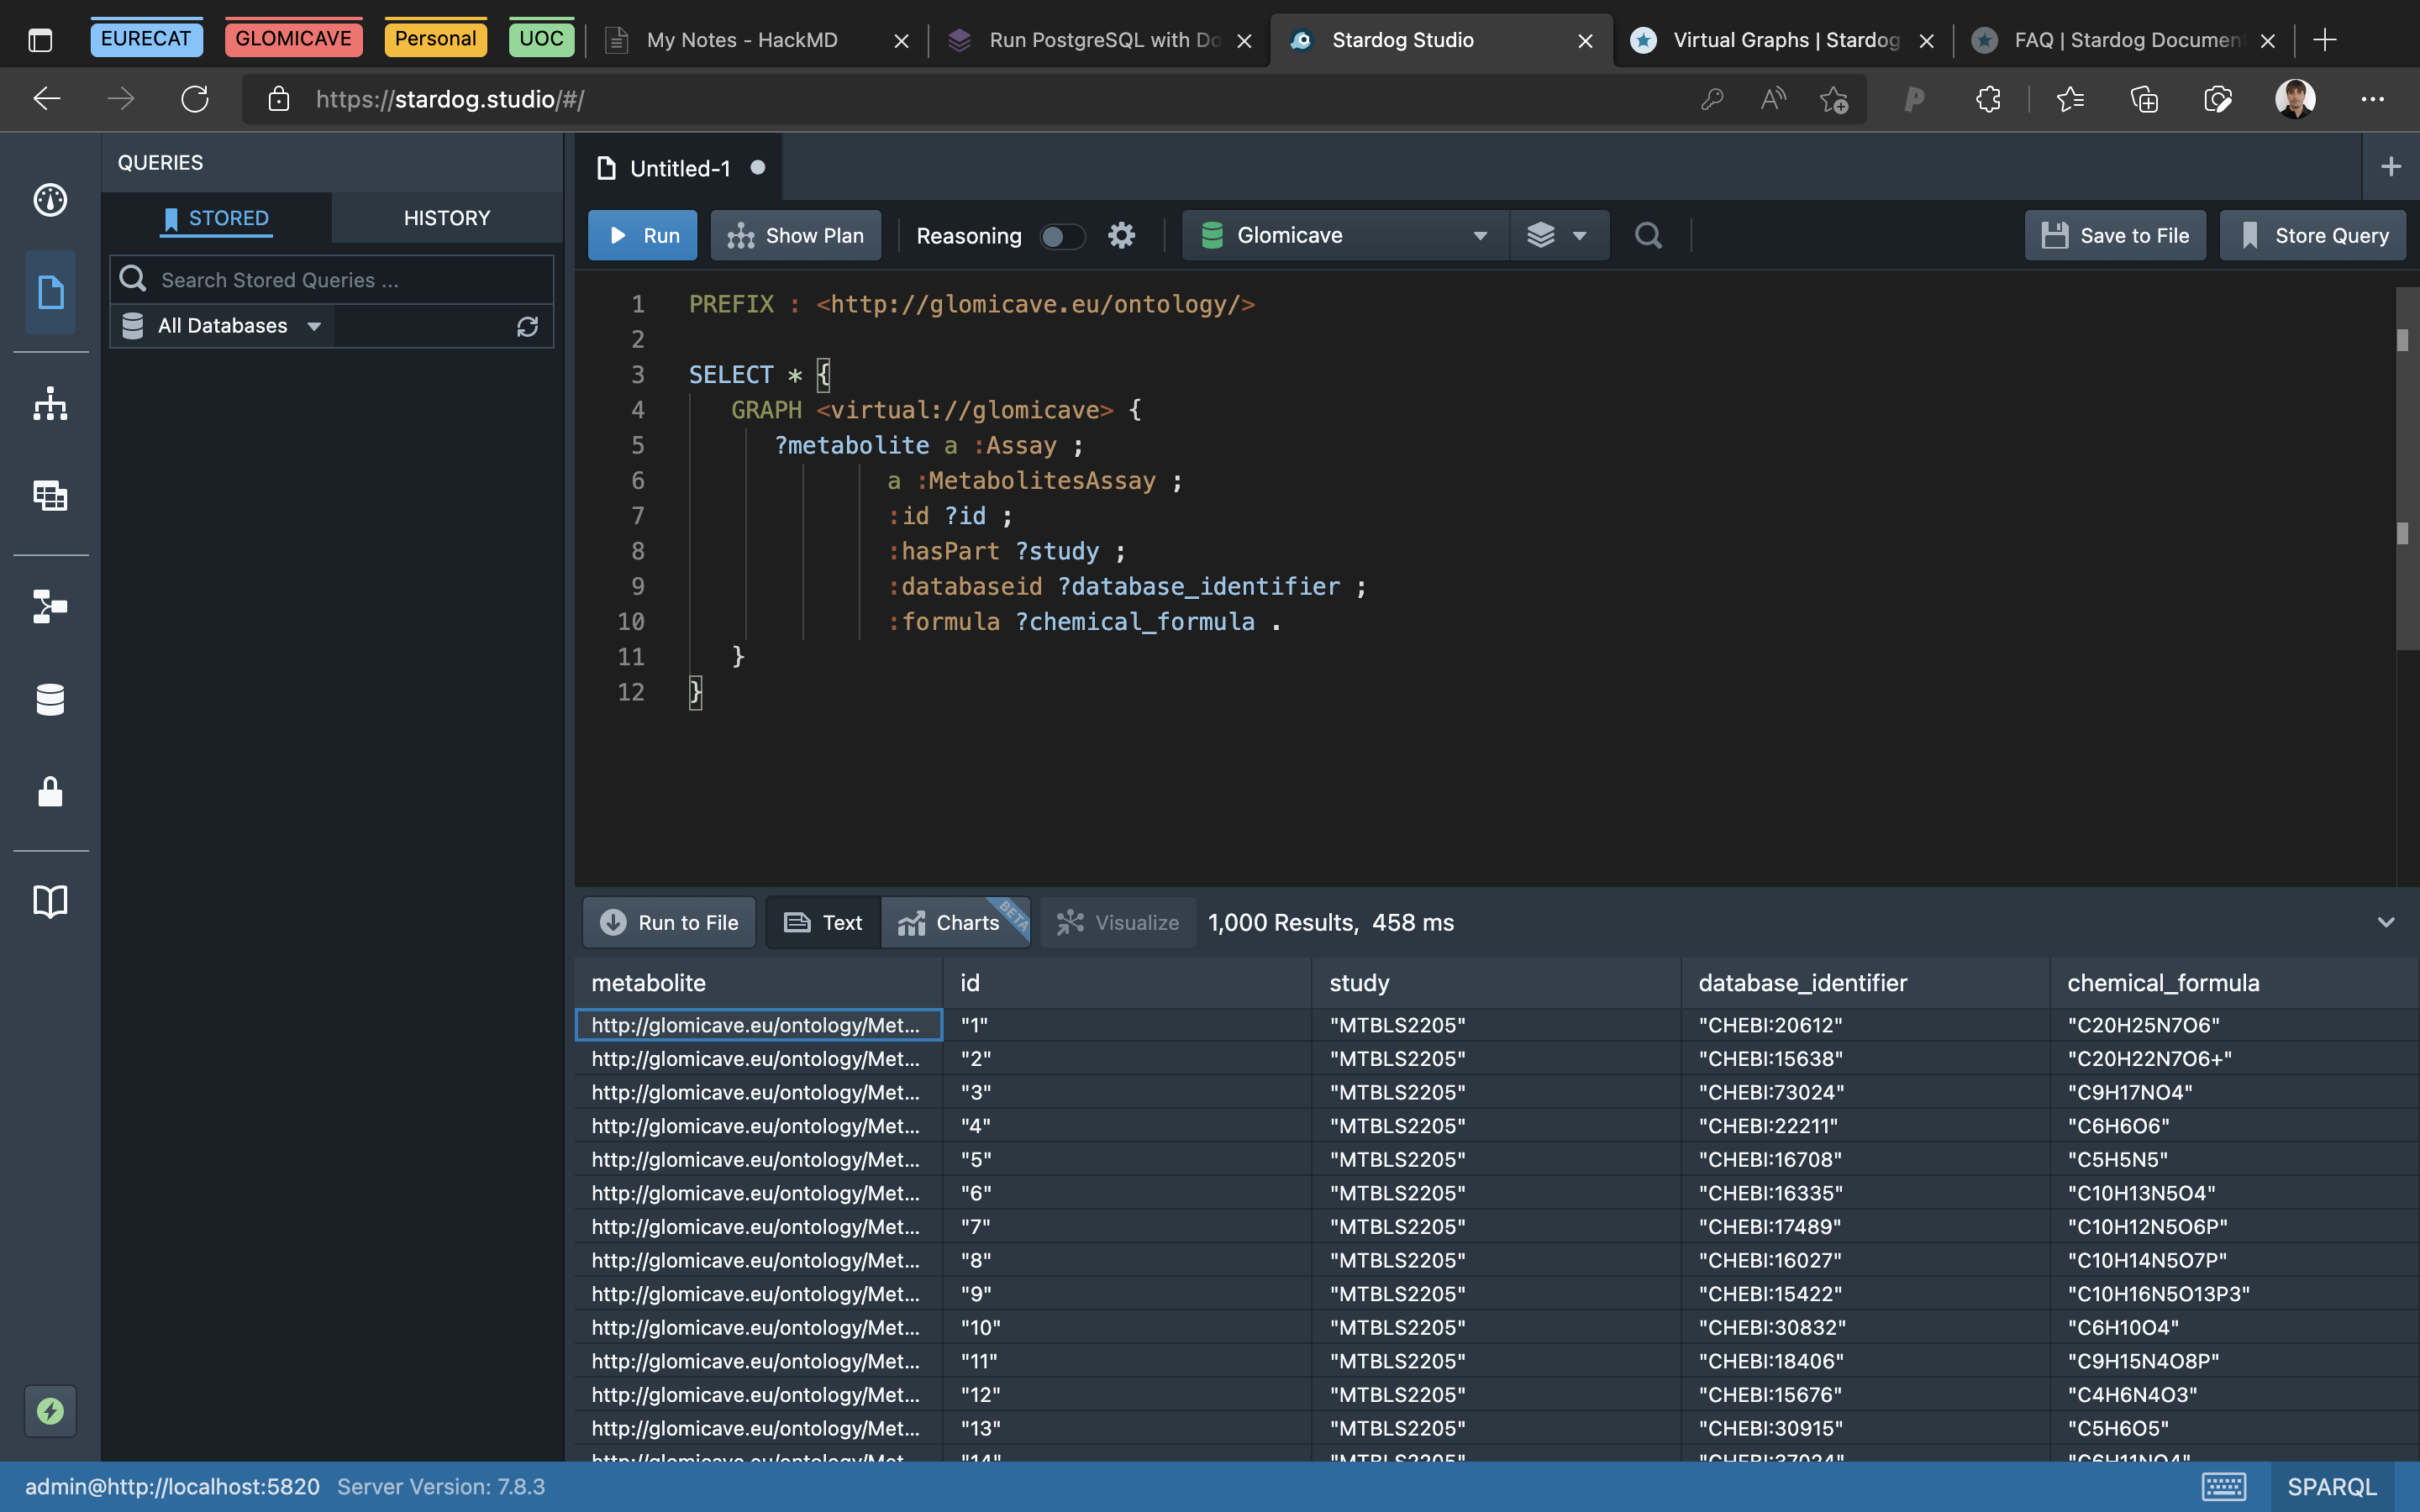 EURECAT GLOMICAVE Personal UOC My Notes - HackMD Run PostgreSQL with Do Stardog Studio Virtual Graphs | Stardog FAQ | Stardog Documen
https://stardog.studio/#/
QUERIES
STORED HISTORY
Search Stored Queries ...
All Databases
Untitled-1
Run Show Plan Reasoning Glomicave Save to File Store Query
1 PREFIX : <http://glomicave.eu/ontology/>
2
3 SELECT * {
4 GRAPH <virtual://glomicave> {
5 ?metabolite a :Assay ;
6 a :MetabolitesAssay ;
7 :id ?id ;
8 :hasPart ?study ;
9 :databaseid ?database_identifier ;
10 :formula ?chemical_formula .
11 }
12 }
Run to File Text Charts BETA Visualize 1,000 Results, 458 ms
metabolite id study database_identifier chemical_formula
http://glomicave.eu/ontology/Met... "1" "MTBLS2205" "CHEBI:20612" "C20H25N7O6"
http://glomicave.eu/ontology/Met... "2" "MTBLS2205" "CHEBI:15638" "C20H22N7O6+"
http://glomicave.eu/ontology/Met... "3" "MTBLS2205" "CHEBI:73024" "C9H17NO4"
http://glomicave.eu/ontology/Met... "4" "MTBLS2205" "CHEBI:22211" "C6H6O6"
http://glomicave.eu/ontology/Met... "5" "MTBLS2205" "CHEBI:16708" "C5H5N5"
http://glomicave.eu/ontology/Met... "6" "MTBLS2205" "CHEBI:16335" "C10H13N5O4"
http://glomicave.eu/ontology/Met... "7" "MTBLS2205" "CHEBI:17489" "C10H12N5O6P"
http://glomicave.eu/ontology/Met... "8" "MTBLS2205" "CHEBI:16027" "C10H14N5O7P"
http://glomicave.eu/ontology/Met... "9" "MTBLS2205" "CHEBI:15422" "C10H16N5O13P3"
http://glomicave.eu/ontology/Met... "10" "MTBLS2205" "CHEBI:30832" "C6H10O4"
http://glomicave.eu/ontology/Met... "11" "MTBLS2205" "CHEBI:18406" "C9H15N4O8P"
http://glomicave.eu/ontology/Met... "12" "MTBLS2205" "CHEBI:15676" "C4H6N4O3"
http://glomicave.eu/ontology/Met... "13" "MTBLS2205" "CHEBI:30915" "C5H6O5"
http://glomicave.eu/ontology/Met... "14" "MTBLS2205" "CHEBI:37024" "C6H11NO4"
admin@http://localhost:5820 Server Version: 7.8.3 SPARQL